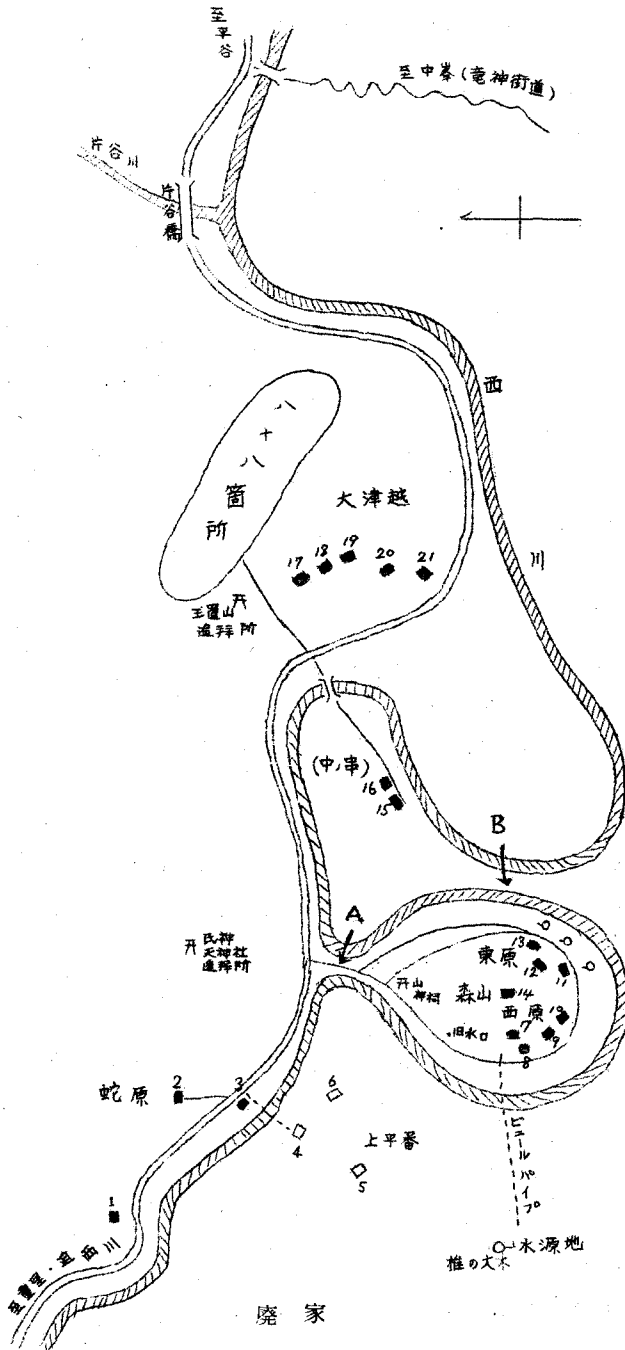 至平谷
至中峯(竜神街道)
片谷川
片谷橋
西
川
八十八箇所
大津越
17
18
19
20
21
玉置山
遥拝所
(中ノ串)
16
15
B
A
氏神
天神社
遥拝所
13
東原
12
11
山神祠
森山
14
西原
10
旧水口
7
9
8
蛇原
2
3
6
4
上平番
5
ビニールパイプ
1
水源地
椎の大木
西川
廃家